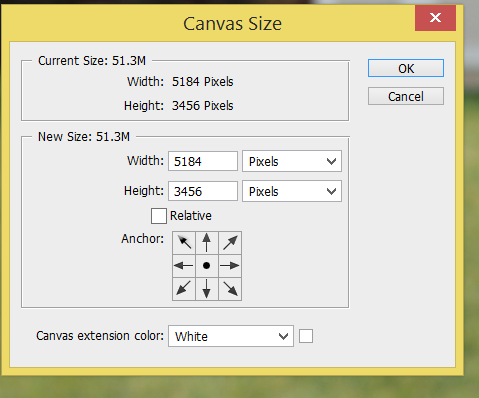 Canvas Size
Current Size: 51.3M
Width: 5184 Pixels
Height: 3456 Pixels
OK
Cancel
New Size: 51.3M
Width: 5184 Pixels
Height: 3456 Pixels
Relative
Anchor:
Canvas extension color: White